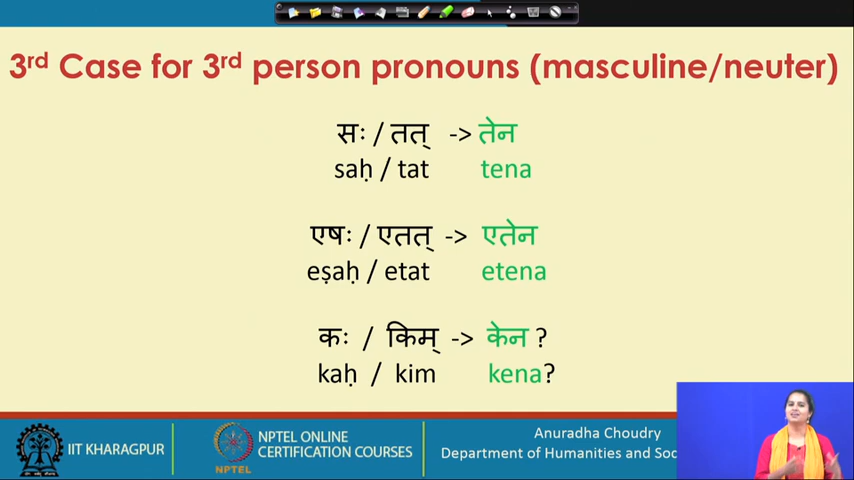 3rd Case for 3rd person pronouns (masculine/neuter)
सः / तत् -> तेन
saḥ / tat tena
एषः / एतत् -> एतेन
eṣaḥ / etat etena
कः / किम् -> केन ?
kaḥ / kim kena?
IIT KHARAGPUR
NPTEL
NPTEL ONLINE
CERTIFICATION COURSES
Anuradha Choudry
Department of Humanities and Soc